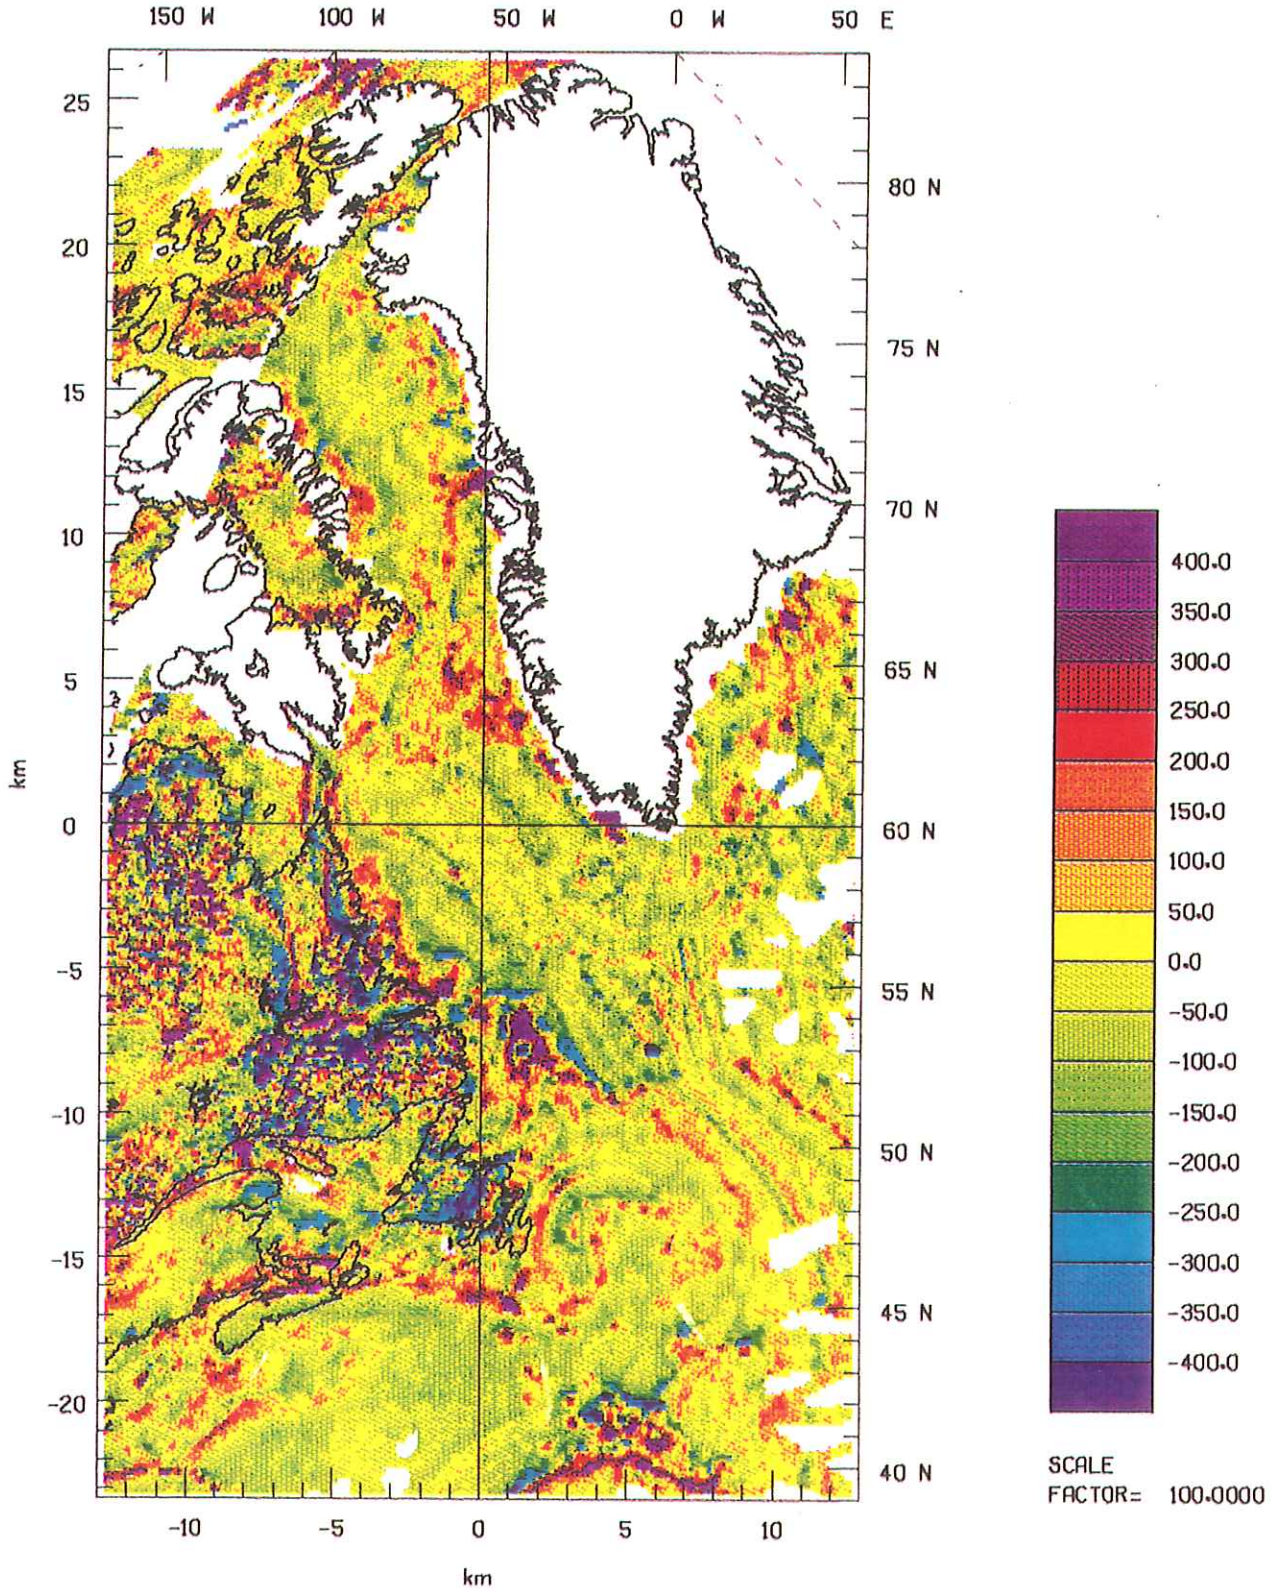 150 W 100 W 50 W 0 W 50 E
25
80 N
20
75 N
15
70 N
10
400.0
350.0
65 N
5
300.0
250.0
200.0
km
150.0
0
60 N
100.0
50.0
0.0
-5
55 N
-50.0
-100.0
-10
-150.0
50 N
-200.0
-250.0
-15
-300.0
45 N
-350.0
-400.0
-20
40 N
SCALE
FACTOR= 100.0000
-10 -5 0 5 10
km